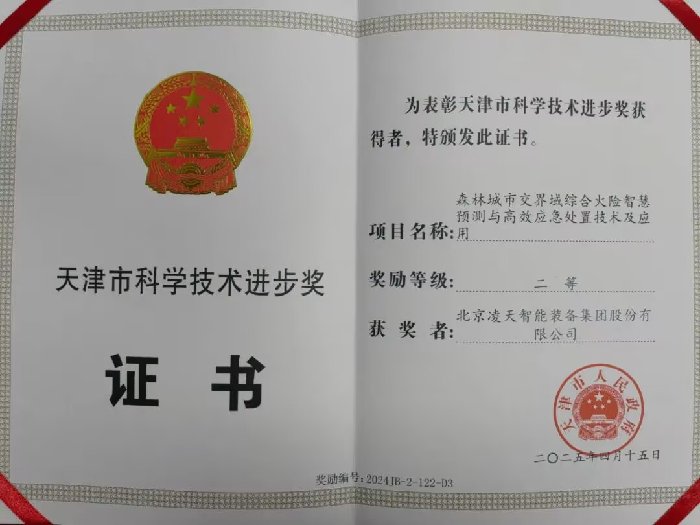 天津市科学技术进步奖
证书
为表彰天津市科学技术进步奖获
得者，特颁发此证书。
森林城市交界域综合火险智慧
预测与高效应急处置技术及应
项目名称:用
奖励等级: 二 等
获奖者: 北京凌天智能装备集团股份有
限公司
天津市人民政府
二〇二五年四月十五日
奖励编号:2024JB-2-122-D3